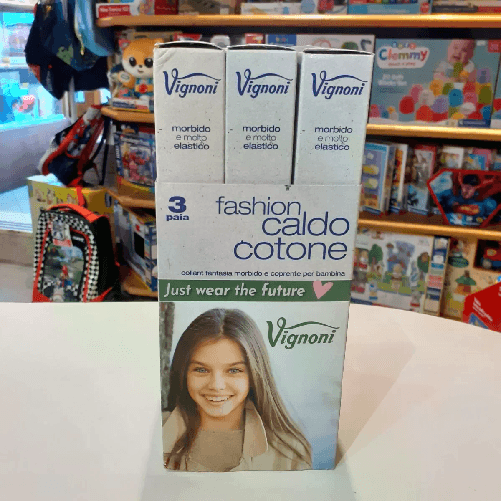 Vignoni
morbido
e molto
elastico
Vignoni
morbido
e molto
elastico
Vignoni
morbido
e molto
elastico
3
paia
fashion
caldo
cotone
collant fantasia morbido e coprente per bambina
Just wear the future
Vignoni
Clemmy